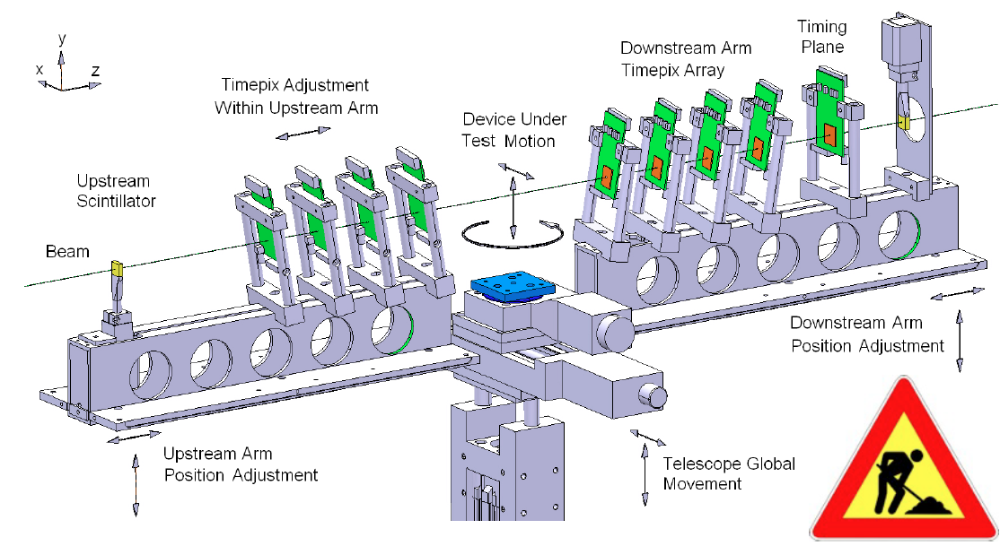 y
x
z
Timepix Adjustment
Within Upstream Arm
Upstream
Scintillator
Beam
Device Under
Test Motion
Downstream Arm
Timepix Array
Timing
Plane
Downstream Arm
Position Adjustment
Upstream Arm
Position Adjustment
Telescope Global
Movement